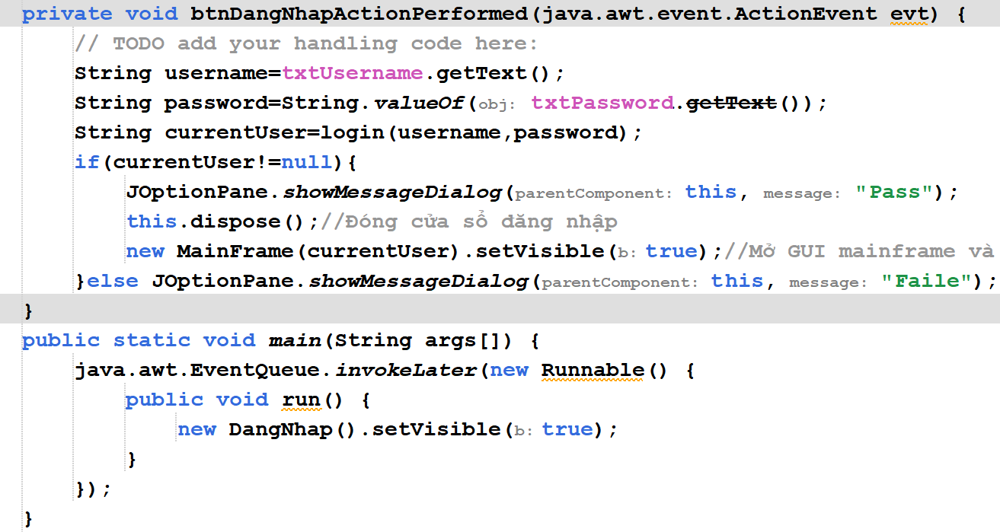 private void btnDangNhapActionPerformed(java.awt.event.ActionEvent evt) {
// TODO add your handling code here:
String username=txtUsername.getText();
String password=String.valueOf(obj: txtPassword.getText());
String currentUser=login(username,password);
if(currentUser!=null){
JOptionPane.showMessageDialog(parentComponent: this, message: "Pass");
this.dispose();//Đóng cửa sổ đăng nhập
new MainFrame(currentUser).setVisible(b: true);//Mở GUI mainframe và
}else JOptionPane.showMessageDialog(parentComponent: this, message: "Faile");
}
public static void main(String args[]) {
java.awt.EventQueue.invokeLater(new Runnable() {
public void run() {
new DangNhap().setVisible(b: true);
}
});
}